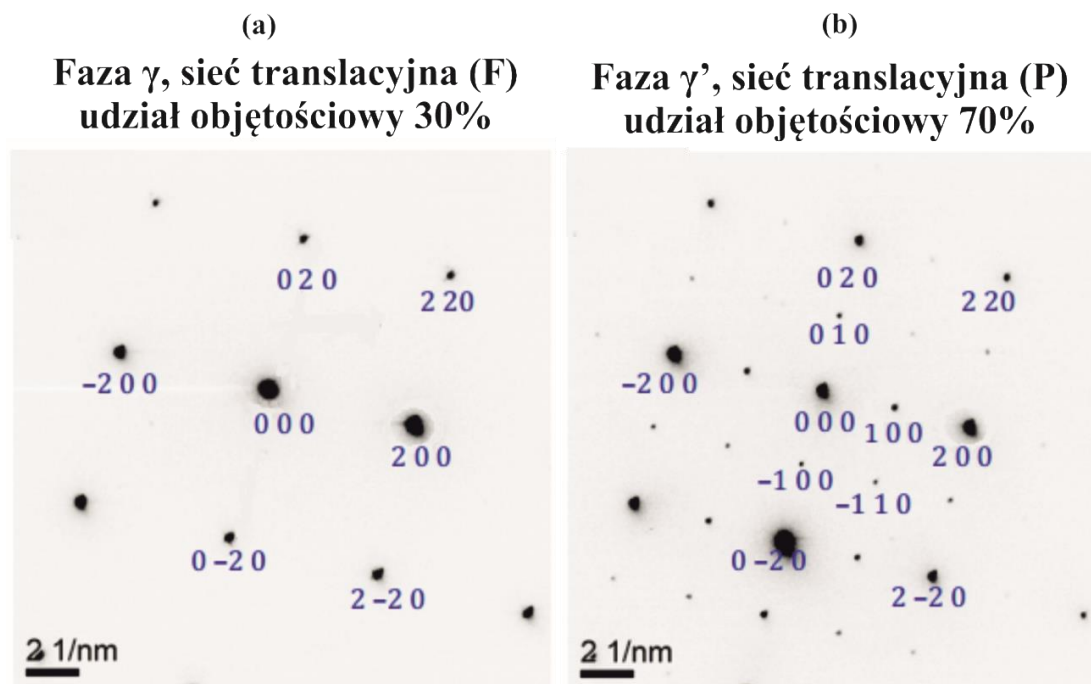 (a)
Faza γ, sieć translacyjna (F)
udział objętościowy 30%
0 2 0
2 20
−2 0 0
0 0 0
2 0 0
0 −2 0
2 −2 0
2 1/nm
(b)
Faza γ’, sieć translacyjna (P)
udział objętościowy 70%
0 2 0
2 20
0 1 0
−2 0 0
0 0 0
1 0 0
2 0 0
−1 0 0
−1 1 0
0 −2 0
2 −2 0
2 1/nm